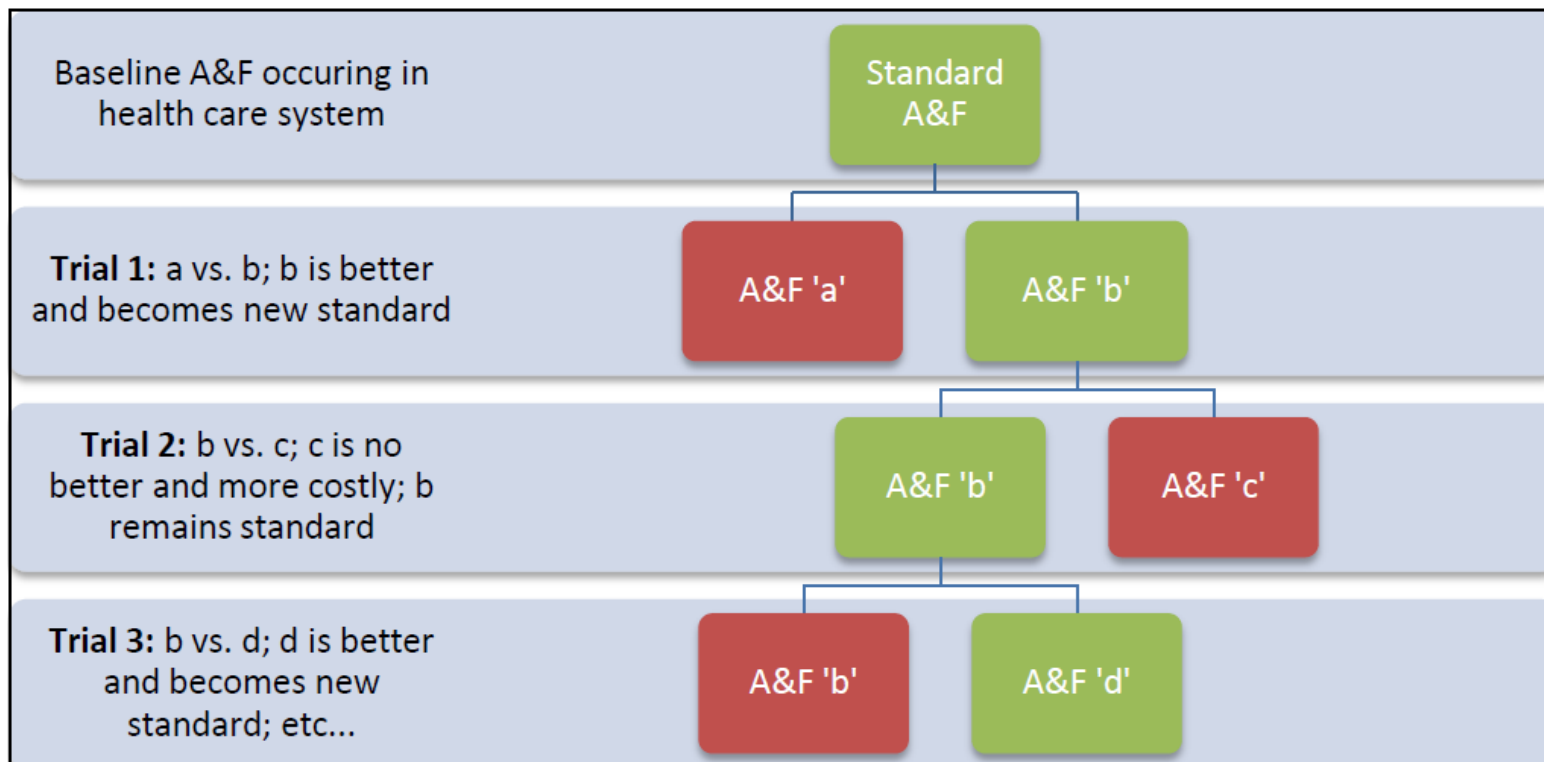 Baseline A&F occuring in
health care system
Standard
A&F
Trial 1: a vs. b; b is better
and becomes new standard
A&F 'a'
A&F 'b'
Trial 2: b vs. c; c is no
better and more costly; b
remains standard
A&F 'b'
A&F 'c'
Trial 3: b vs. d; d is better
and becomes new
standard; etc...
A&F 'b'
A&F 'd'